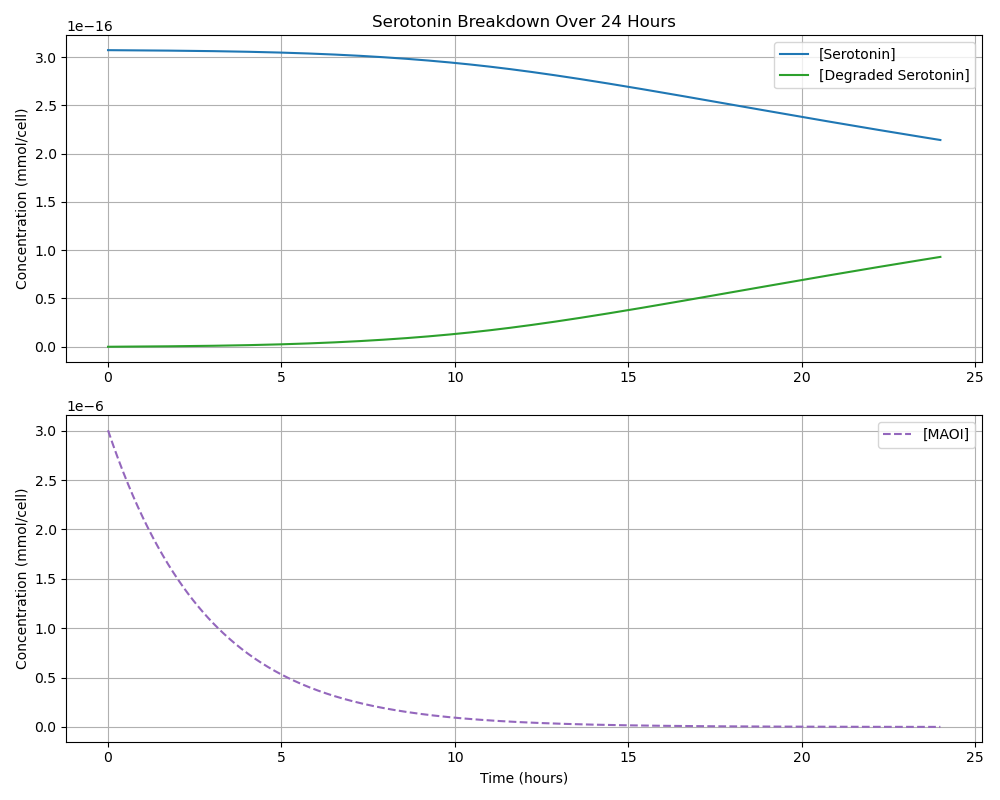 Serotonin Breakdown Over 24 Hours
1e−16
Concentration (mmol/cell)
3.0
2.5
2.0
1.5
1.0
0.5
0.0
[Serotonin]
[Degraded Serotonin]
0 5 10 15 20 25
1e−6
Concentration (mmol/cell)
3.0
2.5
2.0
1.5
1.0
0.5
0.0
[MAOI]
0 5 10 15 20 25
Time (hours)